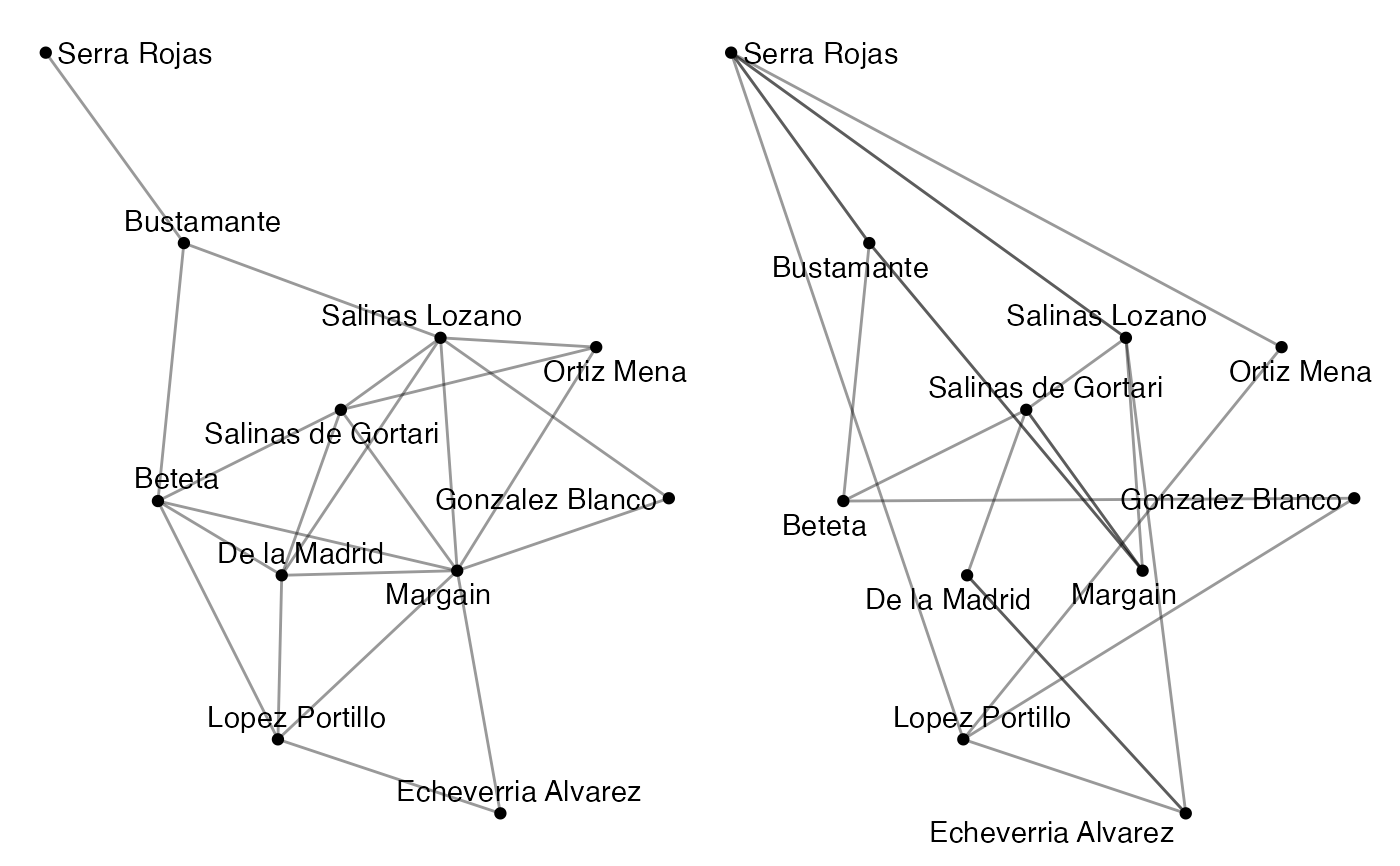 Serra Rojas
Bustamante
Salinas Lozano
Ortiz Mena
Salinas de Gortari
Beteta
Gonzalez Blanco
De la Madrid
Margain
Lopez Portillo
Echeverria Alvarez
Serra Rojas
Bustamante
Salinas Lozano
Ortiz Mena
Salinas de Gortari
Gonzalez Blanco
Beteta
De la Madrid
Margain
Lopez Portillo
Echeverria Alvarez